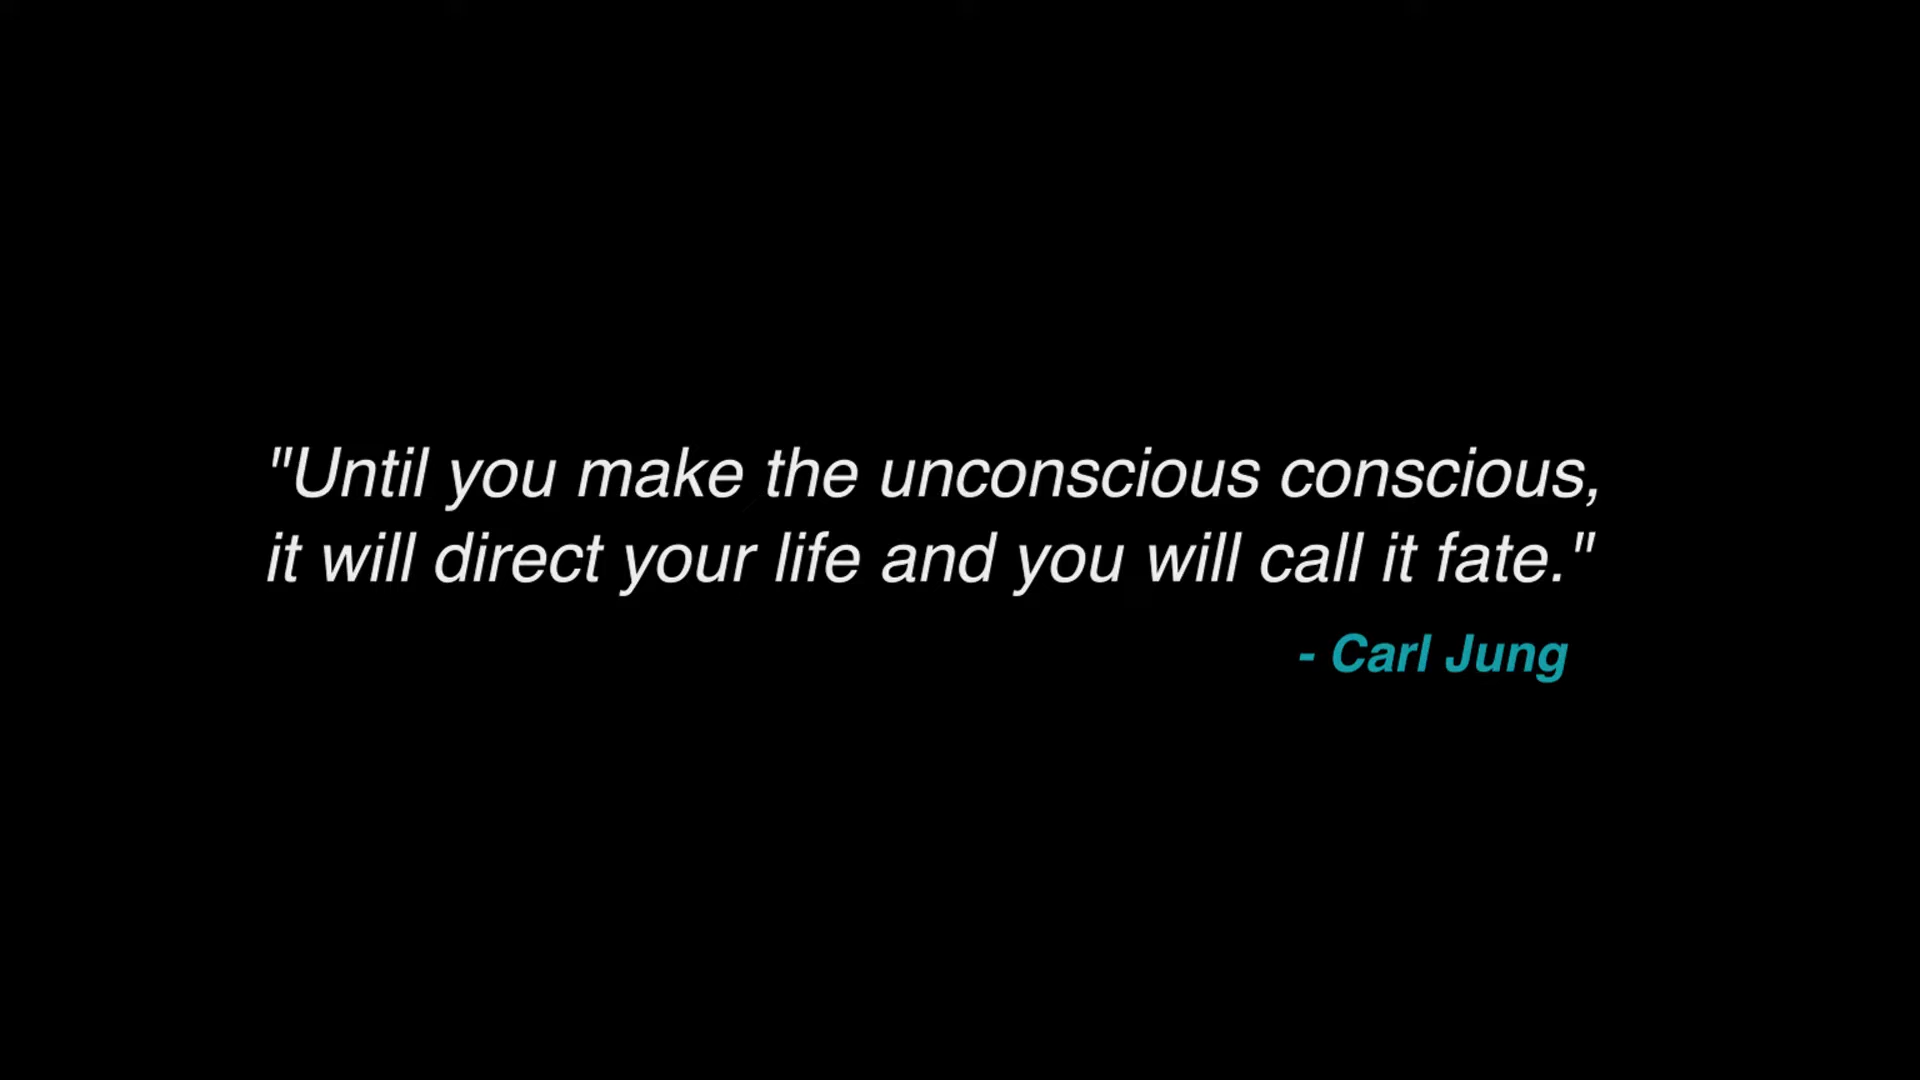 "Until you make the unconscious conscious,
it will direct your life and you will call it fate."
- Carl Jung